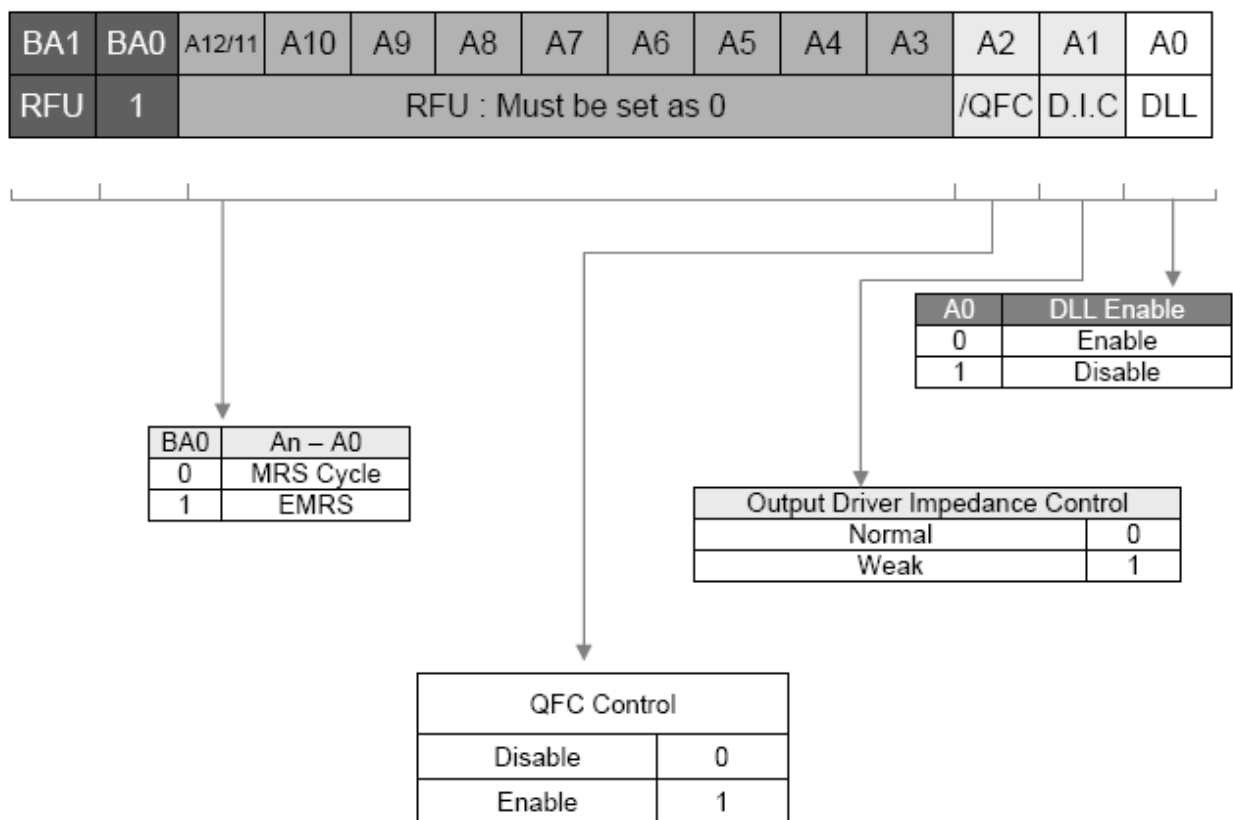 BA1 BA0 A12/11 A10 A9 A8 A7 A6 A5 A4 A3 A2 A1 A0
RFU 1 RFU : Must be set as 0 /QFC D.I.C DLL
A0 DLL Enable
0 Enable
1 Disable
BA0 An – A0
0 MRS Cycle
1 EMRS
Output Driver Impedance Control
Normal 0
Weak 1
QFC Control
Disable 0
Enable 1